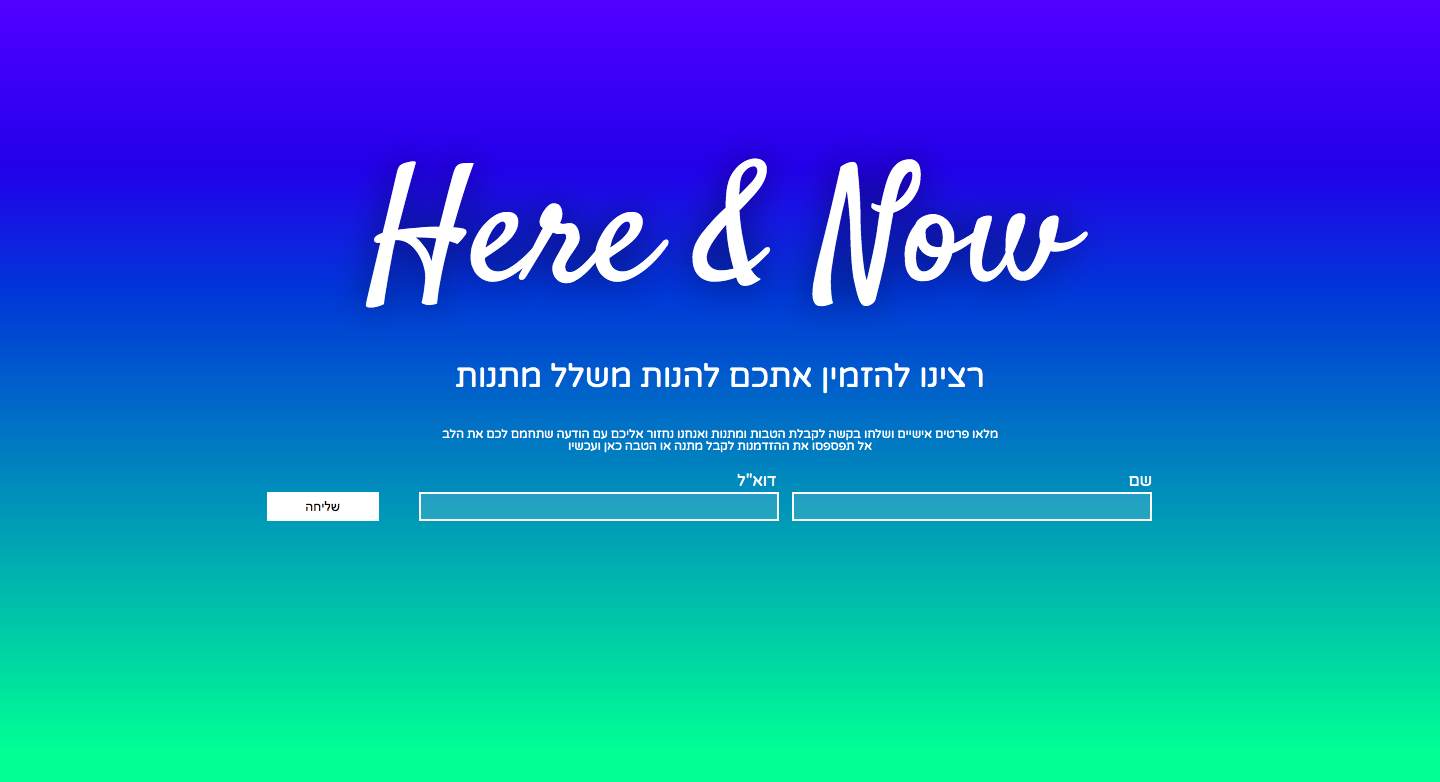 Here & Now
רצינו להזמין אתכם להנות משלל מתנות
מלאו פרטים אישיים ושלחו בקשה לקבלת הטבות ומתנות ואנחנו נחזור אליכם עם הודעה שתחמם לכם את הלב
אל תפספסו את ההזדמנות לקבל מתנה או הטבה כאן ועכשיו
שם
דוא"ל
שליחה